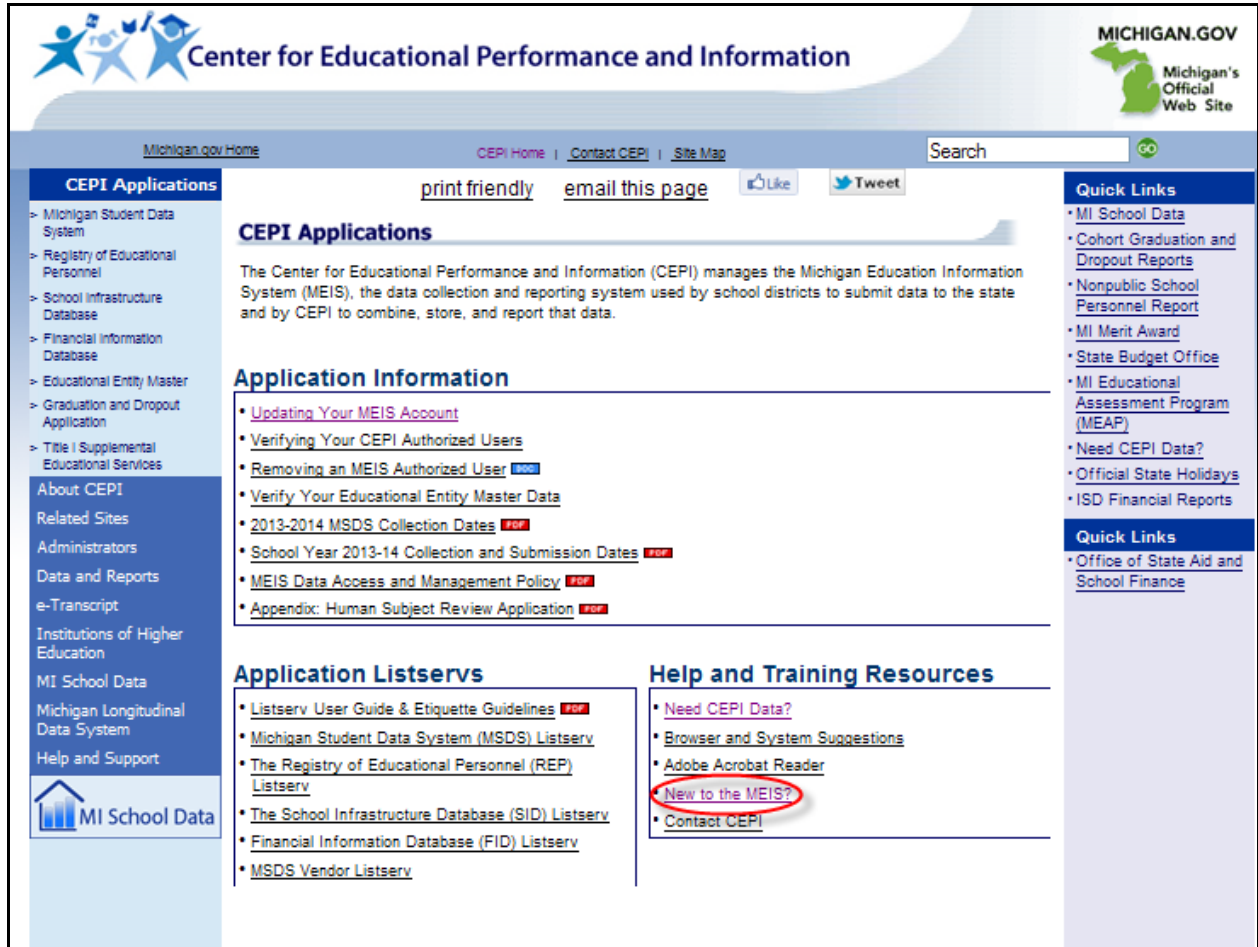 Center for Educational Performance and Information
MICHIGAN.GOV
Michigan's
Official
Web Site
Michigan.gov Home
CEPI Home | Contact CEPI | Site Map
Search
GO
CEPI Applications
> Michigan Student Data
System
> Registry of Educational
Personnel
> School Infrastructure
Database
> Financial Information
Database
> Educational Entity Master
> Graduation and Dropout
Application
> Title I Supplemental
Educational Services
About CEPI
Related Sites
Administrators
Data and Reports
e-Transcript
Institutions of Higher
Education
MI School Data
Michigan Longitudinal
Data System
Help and Support
MI School Data
print friendly email this page Like Tweet
CEPI Applications
The Center for Educational Performance and Information (CEPI) manages the Michigan Education Information
System (MEIS), the data collection and reporting system used by school districts to submit data to the state
and by CEPI to combine, store, and report that data.
Application Information
• Updating Your MEIS Account
• Verifying Your CEPI Authorized Users
• Removing an MEIS Authorized User DOC
• Verify Your Educational Entity Master Data
• 2013-2014 MSDS Collection Dates PDF
• School Year 2013-14 Collection and Submission Dates PDF
• MEIS Data Access and Management Policy PDF
• Appendix: Human Subject Review Application PDF
Application Listservs
• Listserv User Guide & Etiquette Guidelines PDF
• Michigan Student Data System (MSDS) Listserv
• The Registry of Educational Personnel (REP)
Listserv
• The School Infrastructure Database (SID) Listserv
• Financial Information Database (FID) Listserv
• MSDS Vendor Listserv
Help and Training Resources
• Need CEPI Data?
• Browser and System Suggestions
• Adobe Acrobat Reader
• New to the MEIS?
• Contact CEPI
Quick Links
• MI School Data
• Cohort Graduation and
Dropout Reports
• Nonpublic School
Personnel Report
• MI Merit Award
• State Budget Office
• MI Educational
Assessment Program
(MEAP)
• Need CEPI Data?
• Official State Holidays
• ISD Financial Reports
Quick Links
• Office of State Aid and
School Finance